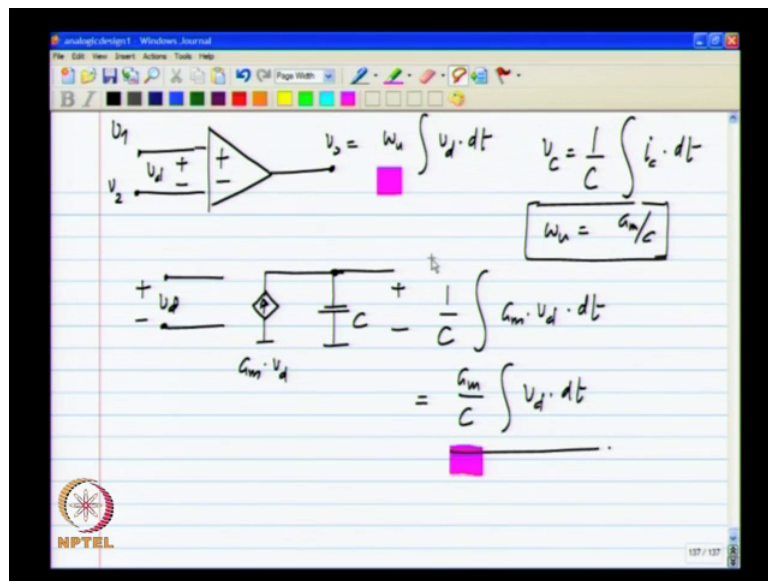 analogicdesign1 - Windows Journal
File Edit View Insert Actions Tools Help
Page Width
B I
V1
V2
Vd + -
+ -
V0 = ωu ∫ Vd · dt
Vc = 1/C ∫ ic · dt
ωu = Gm/C
+ Vd -
Gm · Vd
C
+ - 1/C ∫ Gm · Vd · dt
= Gm/C ∫ Vd · dt
NPTEL
137 / 137